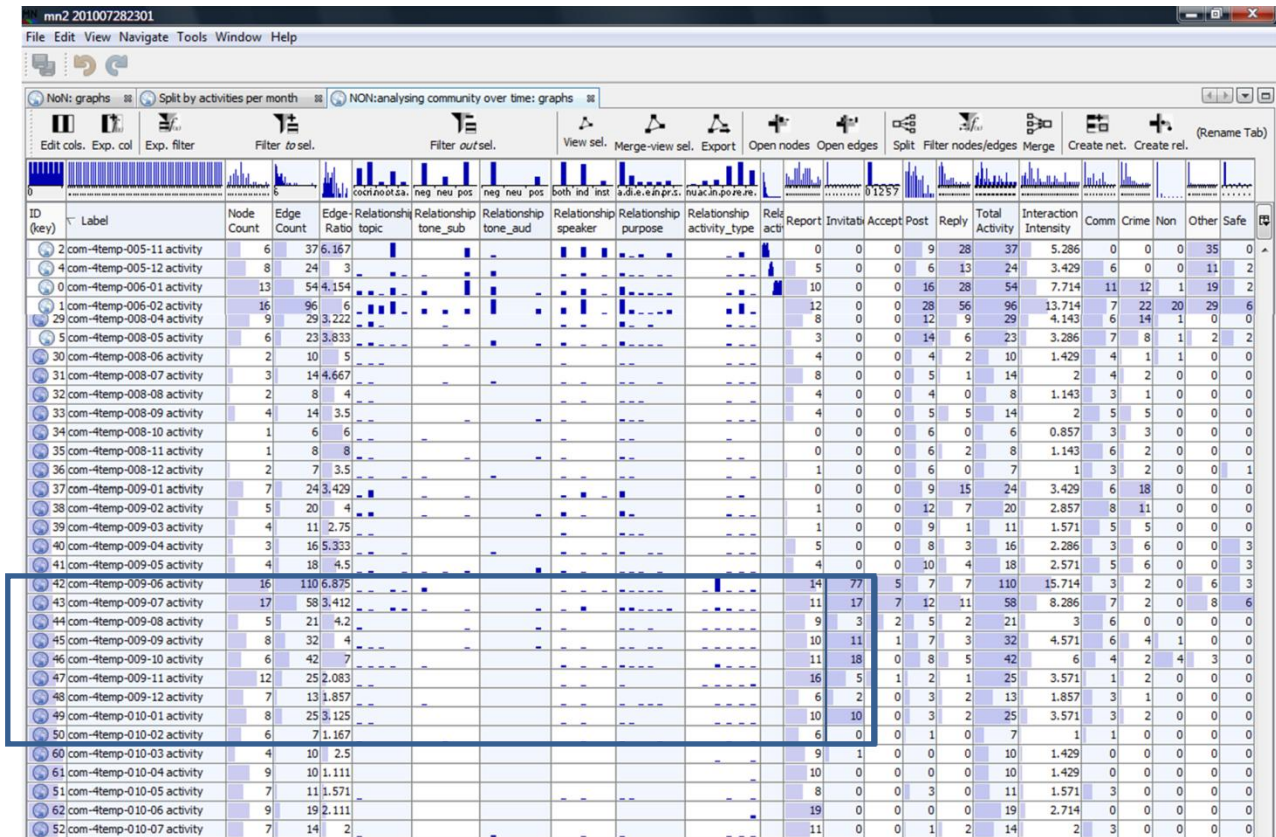 mn2 201007282301
File Edit View Navigate Tools Window Help
NoN: graphs Split by activities per month NON:analysing community over time: graphs
Edit cols. Exp. col Exp. filter Filter to sel. Filter out sel. View sel. Merge-view sel. Export Open nodes Open edges Split Filter nodes/edges Merge Create net. Create rel. (Rename Tab)
0 6 neg neu pos neg neu pos both ind inst 0 1 2 5 7
ID (key) Label Node Count Edge Count Edge- Ratio Relationship topic Relationship tone_sub Relationship tone_aud Relationship speaker Relationship purpose Relationship activity_type Rela acti Report Invitati Accept Post Reply Total Activity Interaction Intensity Comm Crime Non Other Safe
2 com-4temp-005-11 activity 6 37 6.167 0 0 0 9 28 37 5.286 0 0 0 35 0
4 com-4temp-005-12 activity 8 24 3 5 0 0 6 13 24 3.429 6 0 0 11 2
0 com-4temp-006-01 activity 13 54 4.154 10 0 0 16 28 54 7.714 11 12 1 19 2
1 com-4temp-006-02 activity 16 96 6 12 0 0 28 56 96 13.714 7 22 20 29 6
29 com-4temp-008-04 activity 9 29 3.222 8 0 0 12 9 29 4.143 6 14 1 0 0
5 com-4temp-008-05 activity 6 23 3.833 3 0 0 14 6 23 3.286 7 8 1 2 2
30 com-4temp-008-06 activity 2 10 5 4 0 0 4 2 10 1.429 4 1 1 0 0
31 com-4temp-008-07 activity 3 14 4.667 8 0 0 5 1 14 2 4 2 0 0 0
32 com-4temp-008-08 activity 2 8 4 4 0 0 4 0 8 1.143 3 1 0 0 0
33 com-4temp-008-09 activity 4 14 3.5 4 0 0 5 5 14 2 5 5 0 0 0
34 com-4temp-008-10 activity 1 6 6 0 0 0 6 0 6 0.857 3 3 0 0 0
35 com-4temp-008-11 activity 1 8 8 0 0 0 6 2 8 1.143 6 2 0 0 0
36 com-4temp-008-12 activity 2 7 3.5 1 0 0 6 0 7 1 3 2 0 0 1
37 com-4temp-009-01 activity 7 24 3.429 0 0 0 9 15 24 3.429 6 18 0 0 0
38 com-4temp-009-02 activity 5 20 4 1 0 0 12 7 20 2.857 8 11 0 0 0
39 com-4temp-009-03 activity 4 11 2.75 1 0 0 9 1 11 1.571 5 5 0 0 0
40 com-4temp-009-04 activity 3 16 5.333 5 0 0 8 3 16 2.286 3 6 0 0 3
41 com-4temp-009-05 activity 4 18 4.5 4 0 0 10 4 18 2.571 5 6 0 0 3
42 com-4temp-009-06 activity 16 110 6.875 14 77 5 7 7 110 15.714 3 2 0 6 3
43 com-4temp-009-07 activity 17 58 3.412 11 17 7 12 11 58 8.286 7 2 0 8 6
44 com-4temp-009-08 activity 5 21 4.2 9 3 2 5 2 21 3 6 0 0 0 0
45 com-4temp-009-09 activity 8 32 4 10 11 1 7 3 32 4.571 6 4 1 0 0
46 com-4temp-009-10 activity 6 42 7 11 18 0 8 5 42 6 4 2 4 3 0
47 com-4temp-009-11 activity 12 25 2.083 16 5 1 2 1 25 3.571 1 2 0 0 0
48 com-4temp-009-12 activity 7 13 1.857 6 2 0 3 2 13 1.857 3 1 0 0 0
49 com-4temp-010-01 activity 8 25 3.125 10 10 0 3 2 25 3.571 3 2 0 0 0
50 com-4temp-010-02 activity 6 7 1.167 6 0 0 1 0 7 1 1 0 0 0 0
60 com-4temp-010-03 activity 4 10 2.5 9 1 0 0 0 10 1.429 0 0 0 0 0
61 com-4temp-010-04 activity 9 10 1.111 10 0 0 0 0 10 1.429 0 0 0 0 0
51 com-4temp-010-05 activity 7 11 1.571 8 0 0 3 0 11 1.571 3 0 0 0 0
62 com-4temp-010-06 activity 9 19 2.111 19 0 0 0 0 19 2.714 0 0 0 0 0
52 com-4temp-010-07 activity 7 14 2 11 0 0 1 2 14 2 3 0 0 0 0